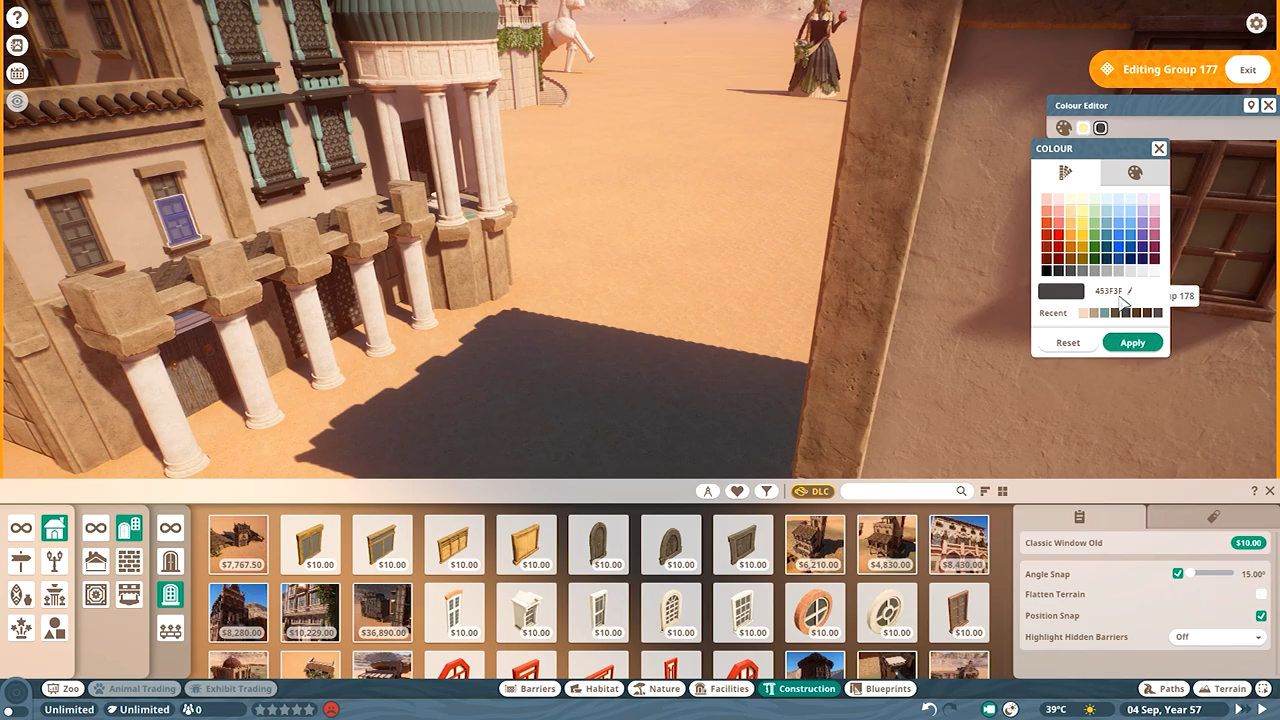 ?
Editing Group 177
Exit
Colour Editor
COLOUR
453F3F
up 178
Recent
Reset
Apply
DLC
?
$7,767.50
$10.00
$10.00
$10.00
$10.00
$10.00
$10.00
$10.00
$6,210.00
$4,830.00
$8,430.00
$8,280.00
$10,229.00
$36,890.00
$10.00
$10.00
$10.00
$10.00
$10.00
$10.00
$10.00
$10.00
Classic Window Old
$10.00
Angle Snap
15.00°
Flatten Terrain
Position Snap
Highlight Hidden Barriers
Off
Zoo
Animal Trading
Exhibit Trading
Barriers
Habitat
Nature
Facilities
Construction
Blueprints
Paths
Terrain
Unlimited
Unlimited
0
39°C
04 Sep, Year 57